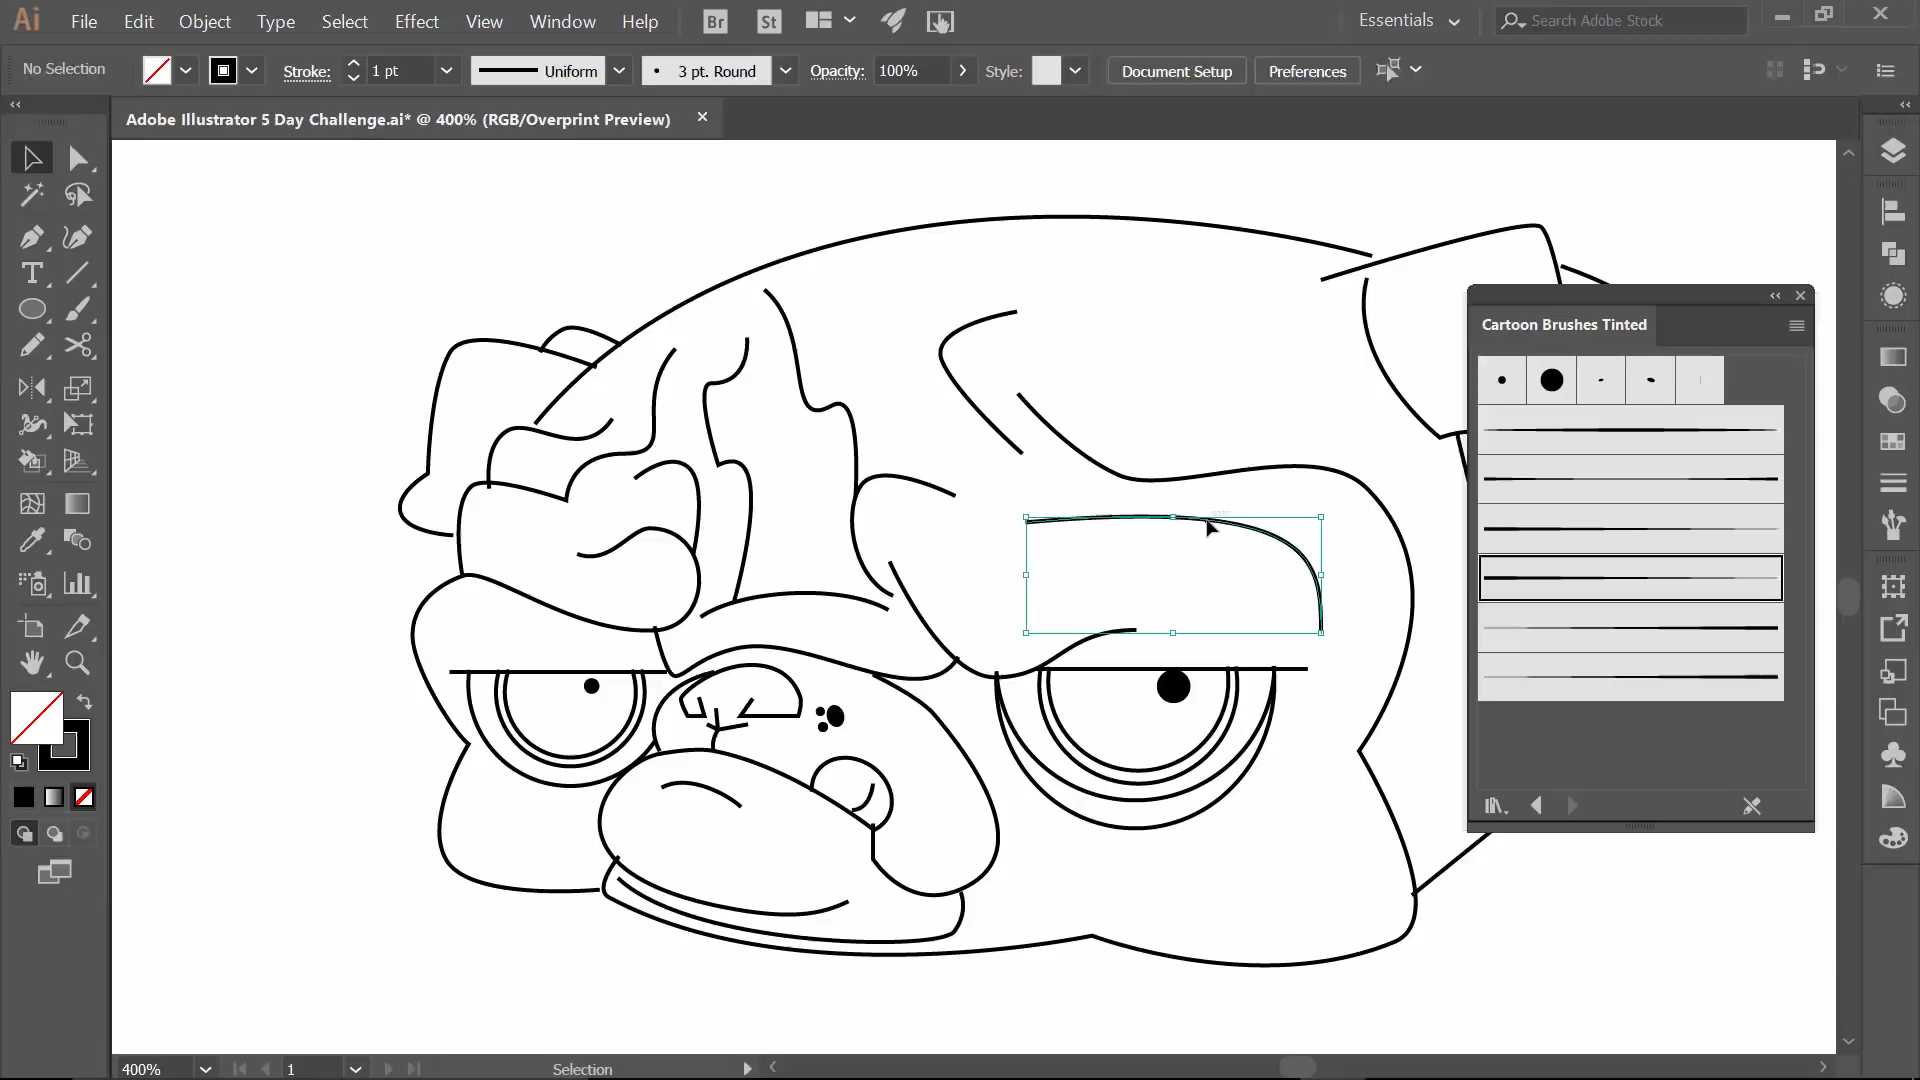 Ai File Edit Object Type Select Effect View Window Help Br St Essentials Search Adobe Stock
No Selection Stroke: 1 pt Uniform 3 pt. Round Opacity: 100% Style: Document Setup Preferences
Adobe Illustrator 5 Day Challenge.ai* @ 400% (RGB/Overprint Preview)
Cartoon Brushes Tinted
400% 1 Selection